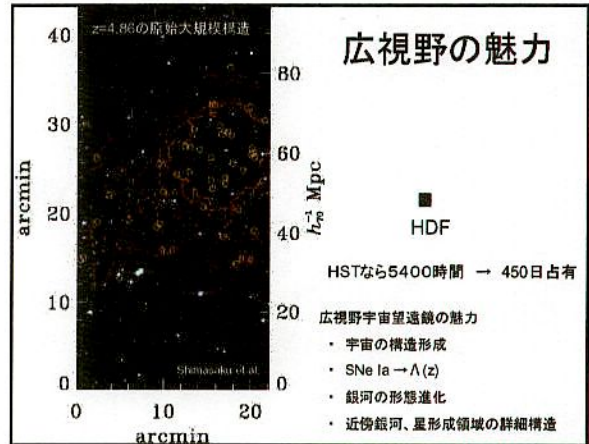 広視野の魅力
z=4.86の原始大規模構造
40
30
20
10
0
arcmin
0
10
20
arcmin
80
60
40
20
0
h₇₀⁻¹ Mpc
Shimasaku et al.
HDF
HSTなら5400時間 → 450日占有
広視野宇宙望遠鏡の魅力
・ 宇宙の構造形成
・ SNe Ia→Λ(z)
・ 銀河の形態進化
・ 近傍銀河、星形成領域の詳細構造